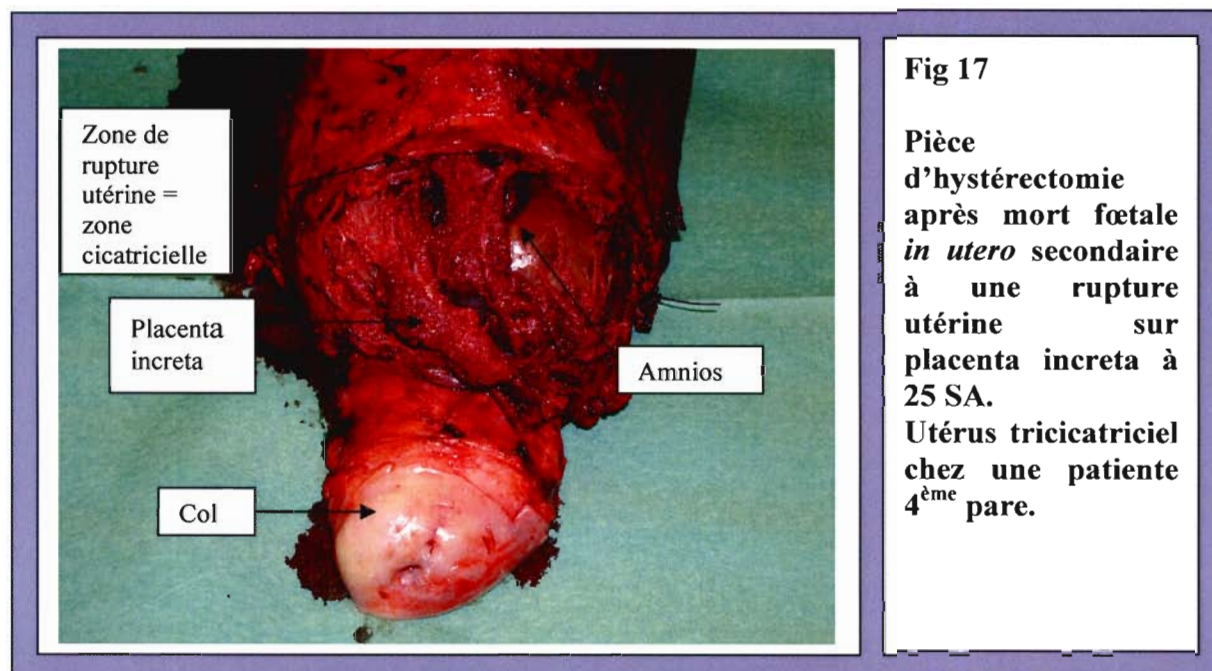 Zone de
rupture
utérine =
zone
cicatricielle
Placenta
increta
Amnios
Col
Fig 17
Pièce
d'hystérectomie
après mort fœtale
in utero secondaire
à une rupture
utérine sur
placenta increta à
25 SA.
Utérus tricicatriciel
chez une patiente
4ème pare.